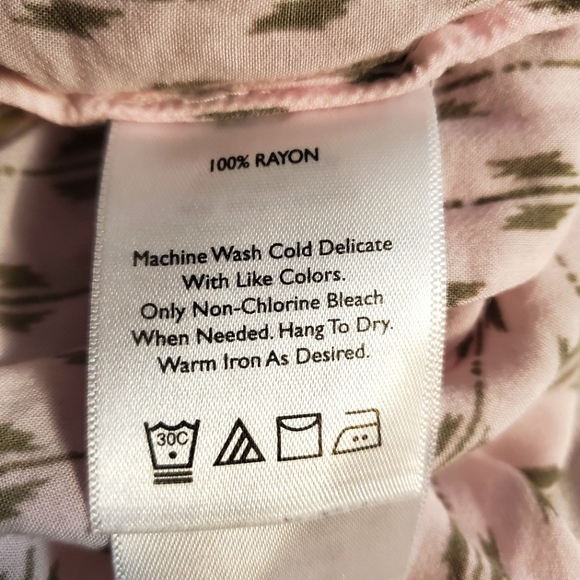 100% RAYON
Machine Wash Cold Delicate
With Like Colors.
Only Non-Chlorine Bleach
When Needed. Hang To Dry.
Warm Iron As Desired.
30C